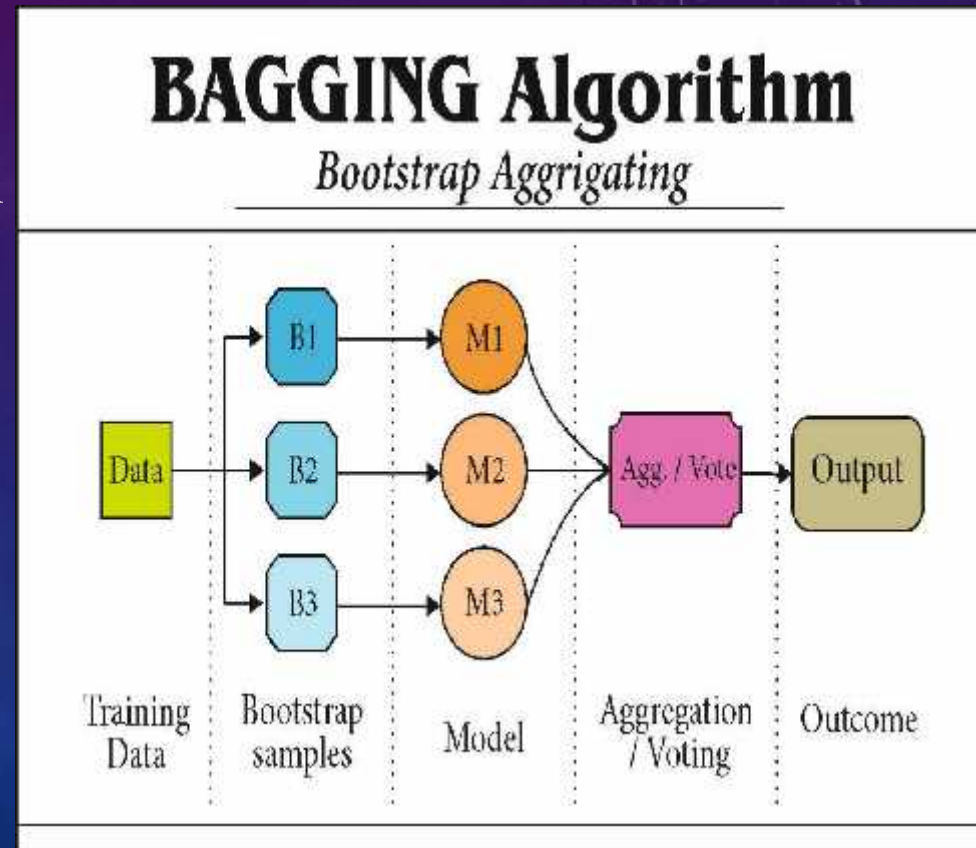 BAGGING Algorithm
Bootstrap Aggrigating
B1
M1
Data
B2
M2
Agg. / Vote
Output
B3
M3
Training
Data
Bootstrap
samples
Model
Aggregation
/ Voting
Outcome